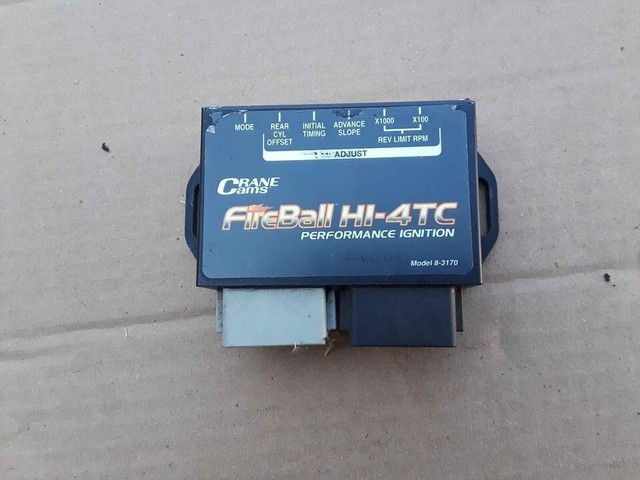 MODE
REAR CYL OFFSET
INITIAL TIMING
ADVANCE SLOPE
X1000
X100
REV LIMIT RPM
ADJUST
CRANE
Cams
FireBall HI-4TC
PERFORMANCE IGNITION
Model 8-3170